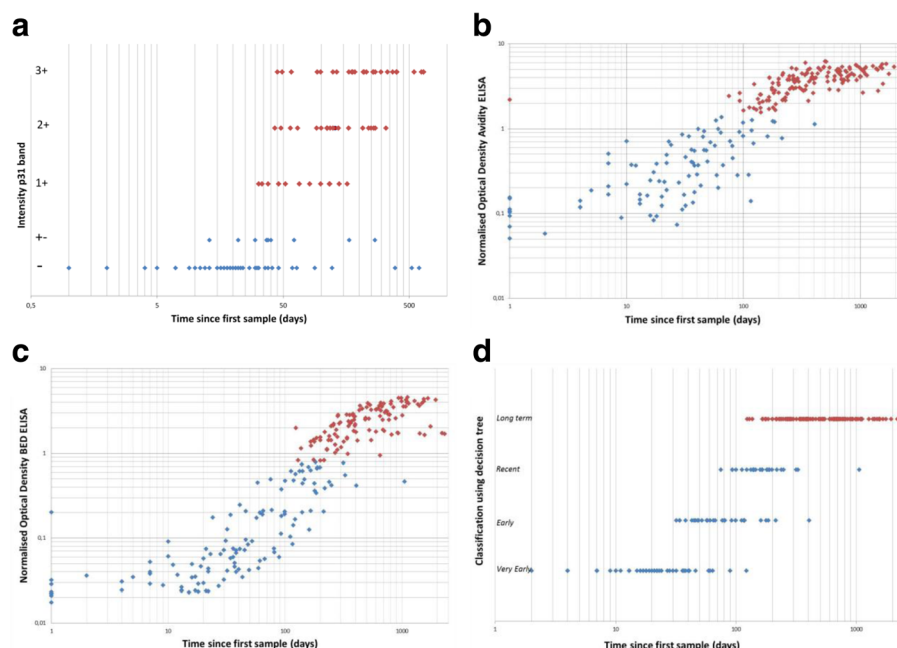 a
3+
2+
1+
+-
-
Intensity p31 band
0,5
5
50
500
Time since first sample (days)
b
10
1
0,1
0,01
Normalised Optical Density Avidity ELISA
1
10
100
1000
Time since first sample (days)
c
10
1
0,1
0,01
Normalised Optical Density BED ELISA
1
10
100
1000
Time since first sample (days)
d
Long term
Recent
Early
Very Early
Classification using decision tree
1
10
100
1000
Time since first sample (days)